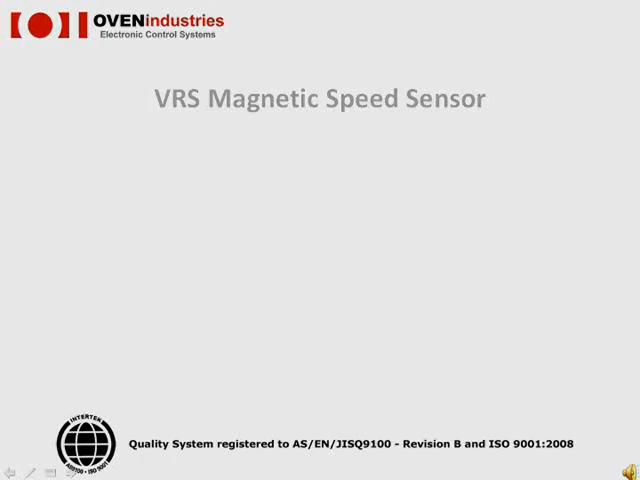 OVENindustries
Electronic Control Systems
VRS Magnetic Speed Sensor
INTERTEK
Quality System registered to AS/EN/JISQ9100 - Revision B and ISO 9001:2008
AS9100 • ISO 9001